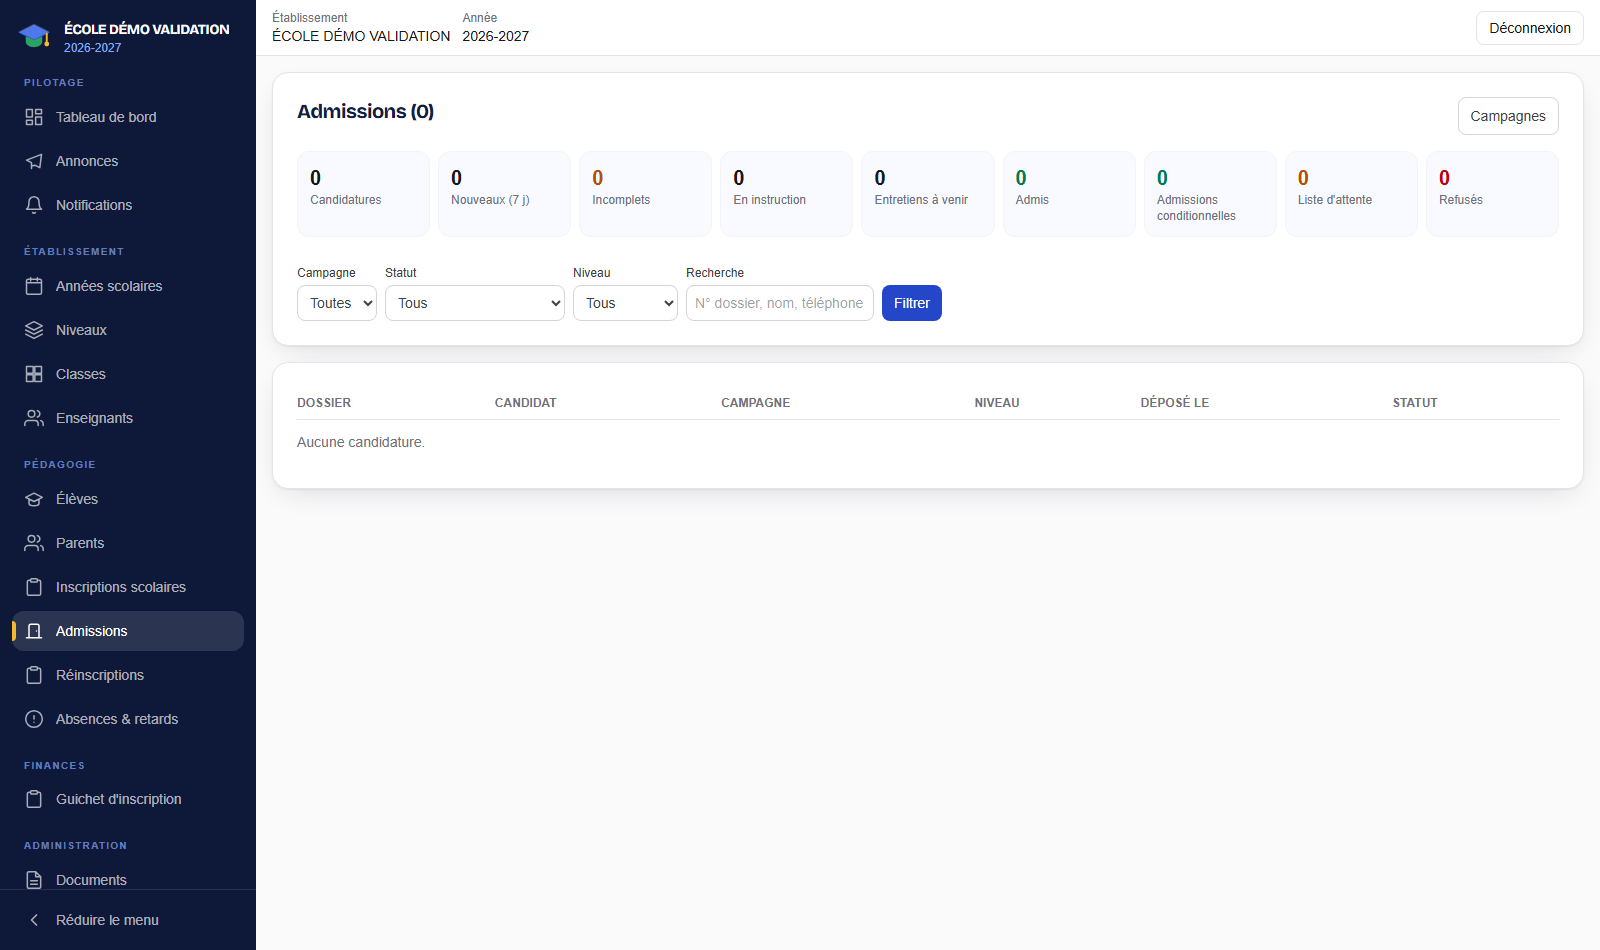 ÉCOLE DÉMO VALIDATION
2026-2027
PILOTAGE
Tableau de bord
Annonces
Notifications
ÉTABLISSEMENT
Années scolaires
Niveaux
Classes
Enseignants
PÉDAGOGIE
Élèves
Parents
Inscriptions scolaires
Admissions
Réinscriptions
Absences & retards
FINANCES
Guichet d'inscription
ADMINISTRATION
Documents
Réduire le menu
Établissement Année
ÉCOLE DÉMO VALIDATION 2026-2027
Déconnexion
Admissions (0)
Campagnes
0
Candidatures
0
Nouveaux (7 j)
0
Incomplets
0
En instruction
0
Entretiens à venir
0
Admis
0
Admissions
conditionnelles
0
Liste d'attente
0
Refusés
Campagne Statut Niveau Recherche
Toutes Tous Tous N° dossier, nom, téléphone Filtrer
DOSSIER CANDIDAT CAMPAGNE NIVEAU DÉPOSÉ LE STATUT
Aucune candidature.